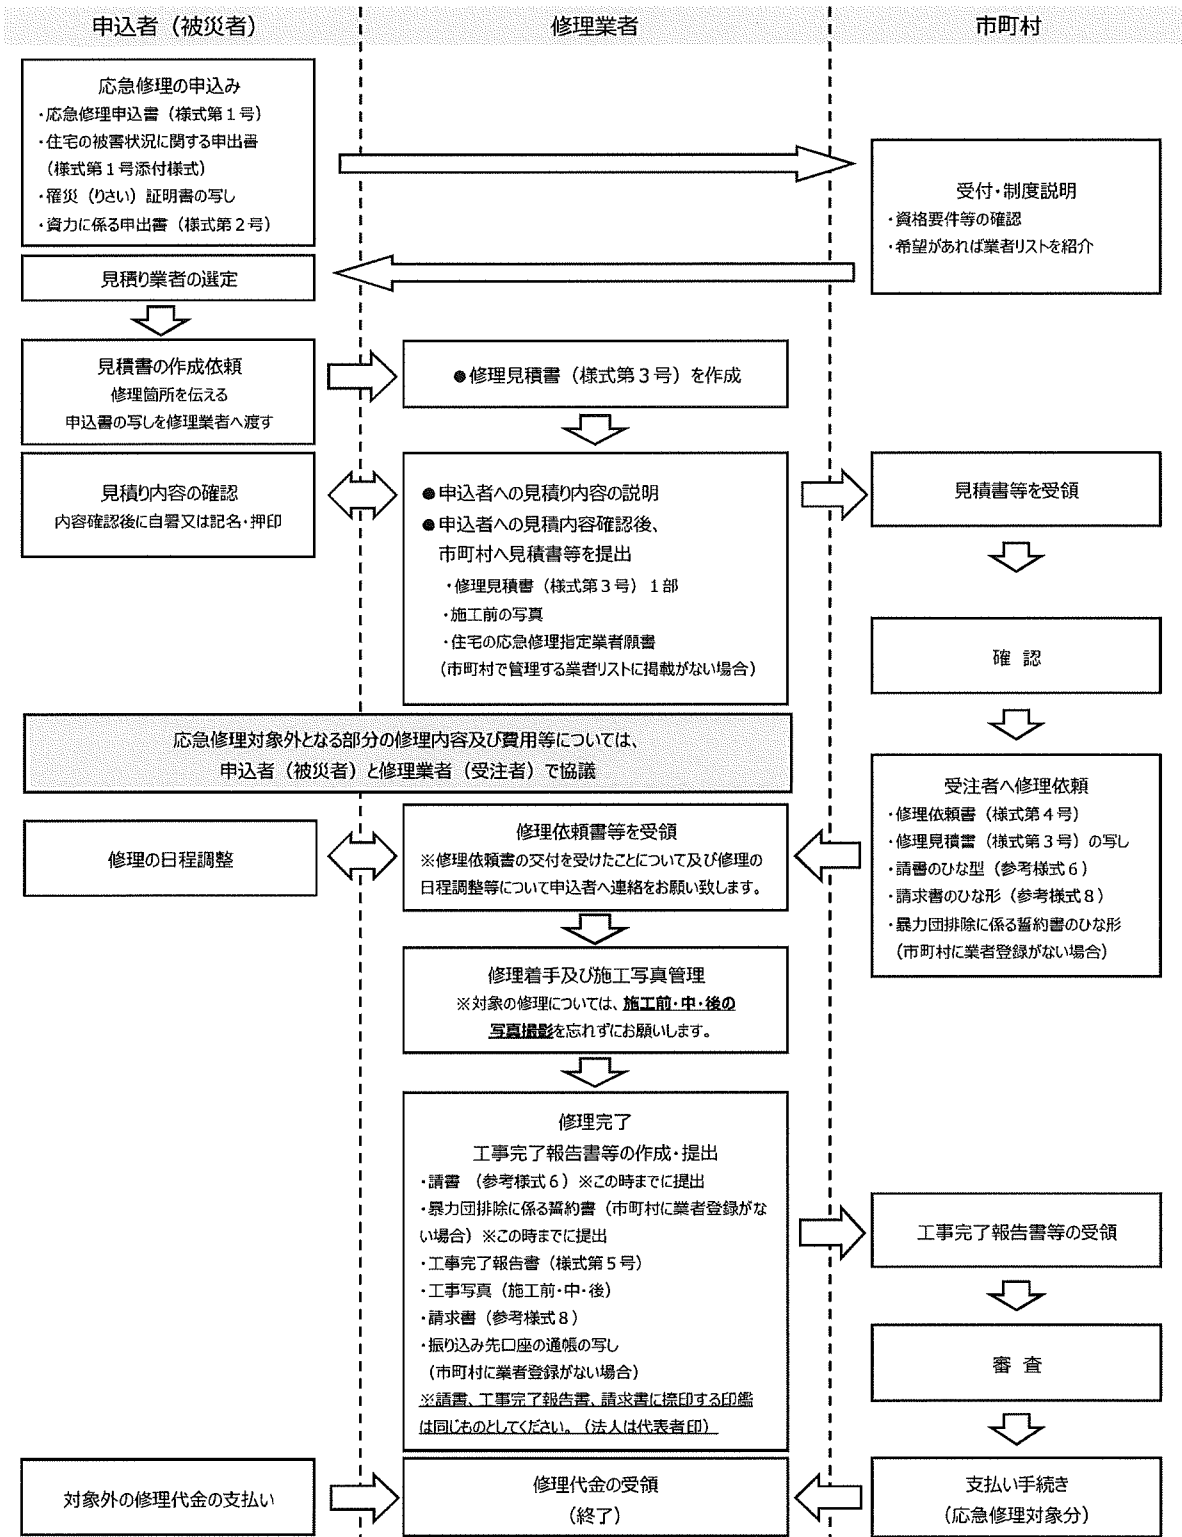 申込者（被災者）
修理業者
市町村
応急修理の申込み
・応急修理申込書（様式第１号）
・住宅の被害状況に関する申出書
（様式第１号添付様式）
・罹災（りさい）証明書の写し
・資力に係る申出書（様式第２号）
受付・制度説明
・資格要件等の確認
・希望があれば業者リストを紹介
見積り業者の選定
見積書の作成依頼
修理箇所を伝える
申込書の写しを修理業者へ渡す
●修理見積書（様式第３号）を作成
見積り内容の確認
内容確認後に自署又は記名・押印
●申込者への見積り内容の説明
●申込者への見積内容確認後、
市町村へ見積書等を提出
・修理見積書（様式第３号）１部
・施工前の写真
・住宅の応急修理指定業者願書
（市町村で管理する業者リストに掲載がない場合）
見積書等を受領
確 認
応急修理対象外となる部分の修理内容及び費用等については、
申込者（被災者）と修理業者（受注者）で協議
受注者へ修理依頼
・修理依頼書（様式第４号）
・修理見積書（様式第３号）の写し
・請書のひな型（参考様式６）
・請求書のひな形（参考様式８）
・暴力団排除に係る誓約書のひな形
（市町村に業者登録がない場合）
修理の日程調整
修理依頼書等を受領
※修理依頼書の交付を受けたことについて及び修理の
日程調整等について申込者へ連絡をお願い致します。
修理着手及び施工写真管理
※対象の修理については、施工前・中・後の
写真撮影を忘れずにお願いします。
修理完了
工事完了報告書等の作成・提出
・請書 （参考様式６）※この時までに提出
・暴力団排除に係る誓約書（市町村に業者登録がな
い場合）※この時までに提出
・工事完了報告書（様式第５号）
・工事写真（施工前・中・後）
・請求書（参考様式８）
・振り込み先口座の通帳の写し
（市町村に業者登録がない場合）
※請書、工事完了報告書、請求書に捺印する印鑑
は同じものとしてください。（法人は代表者印）
工事完了報告書等の受領
審 査
対象外の修理代金の支払い
修理代金の受領
（終了）
支払い手続き
（応急修理対象分）